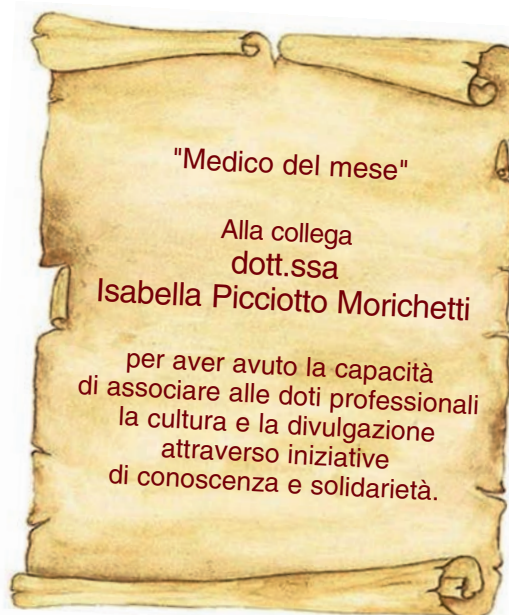 "Medico del mese"
Alla collega
dott.ssa
Isabella Picciotto Morichetti
per aver avuto la capacità
di associare alle doti professionali
la cultura e la divulgazione
attraverso iniziative
di conoscenza e solidarietà.